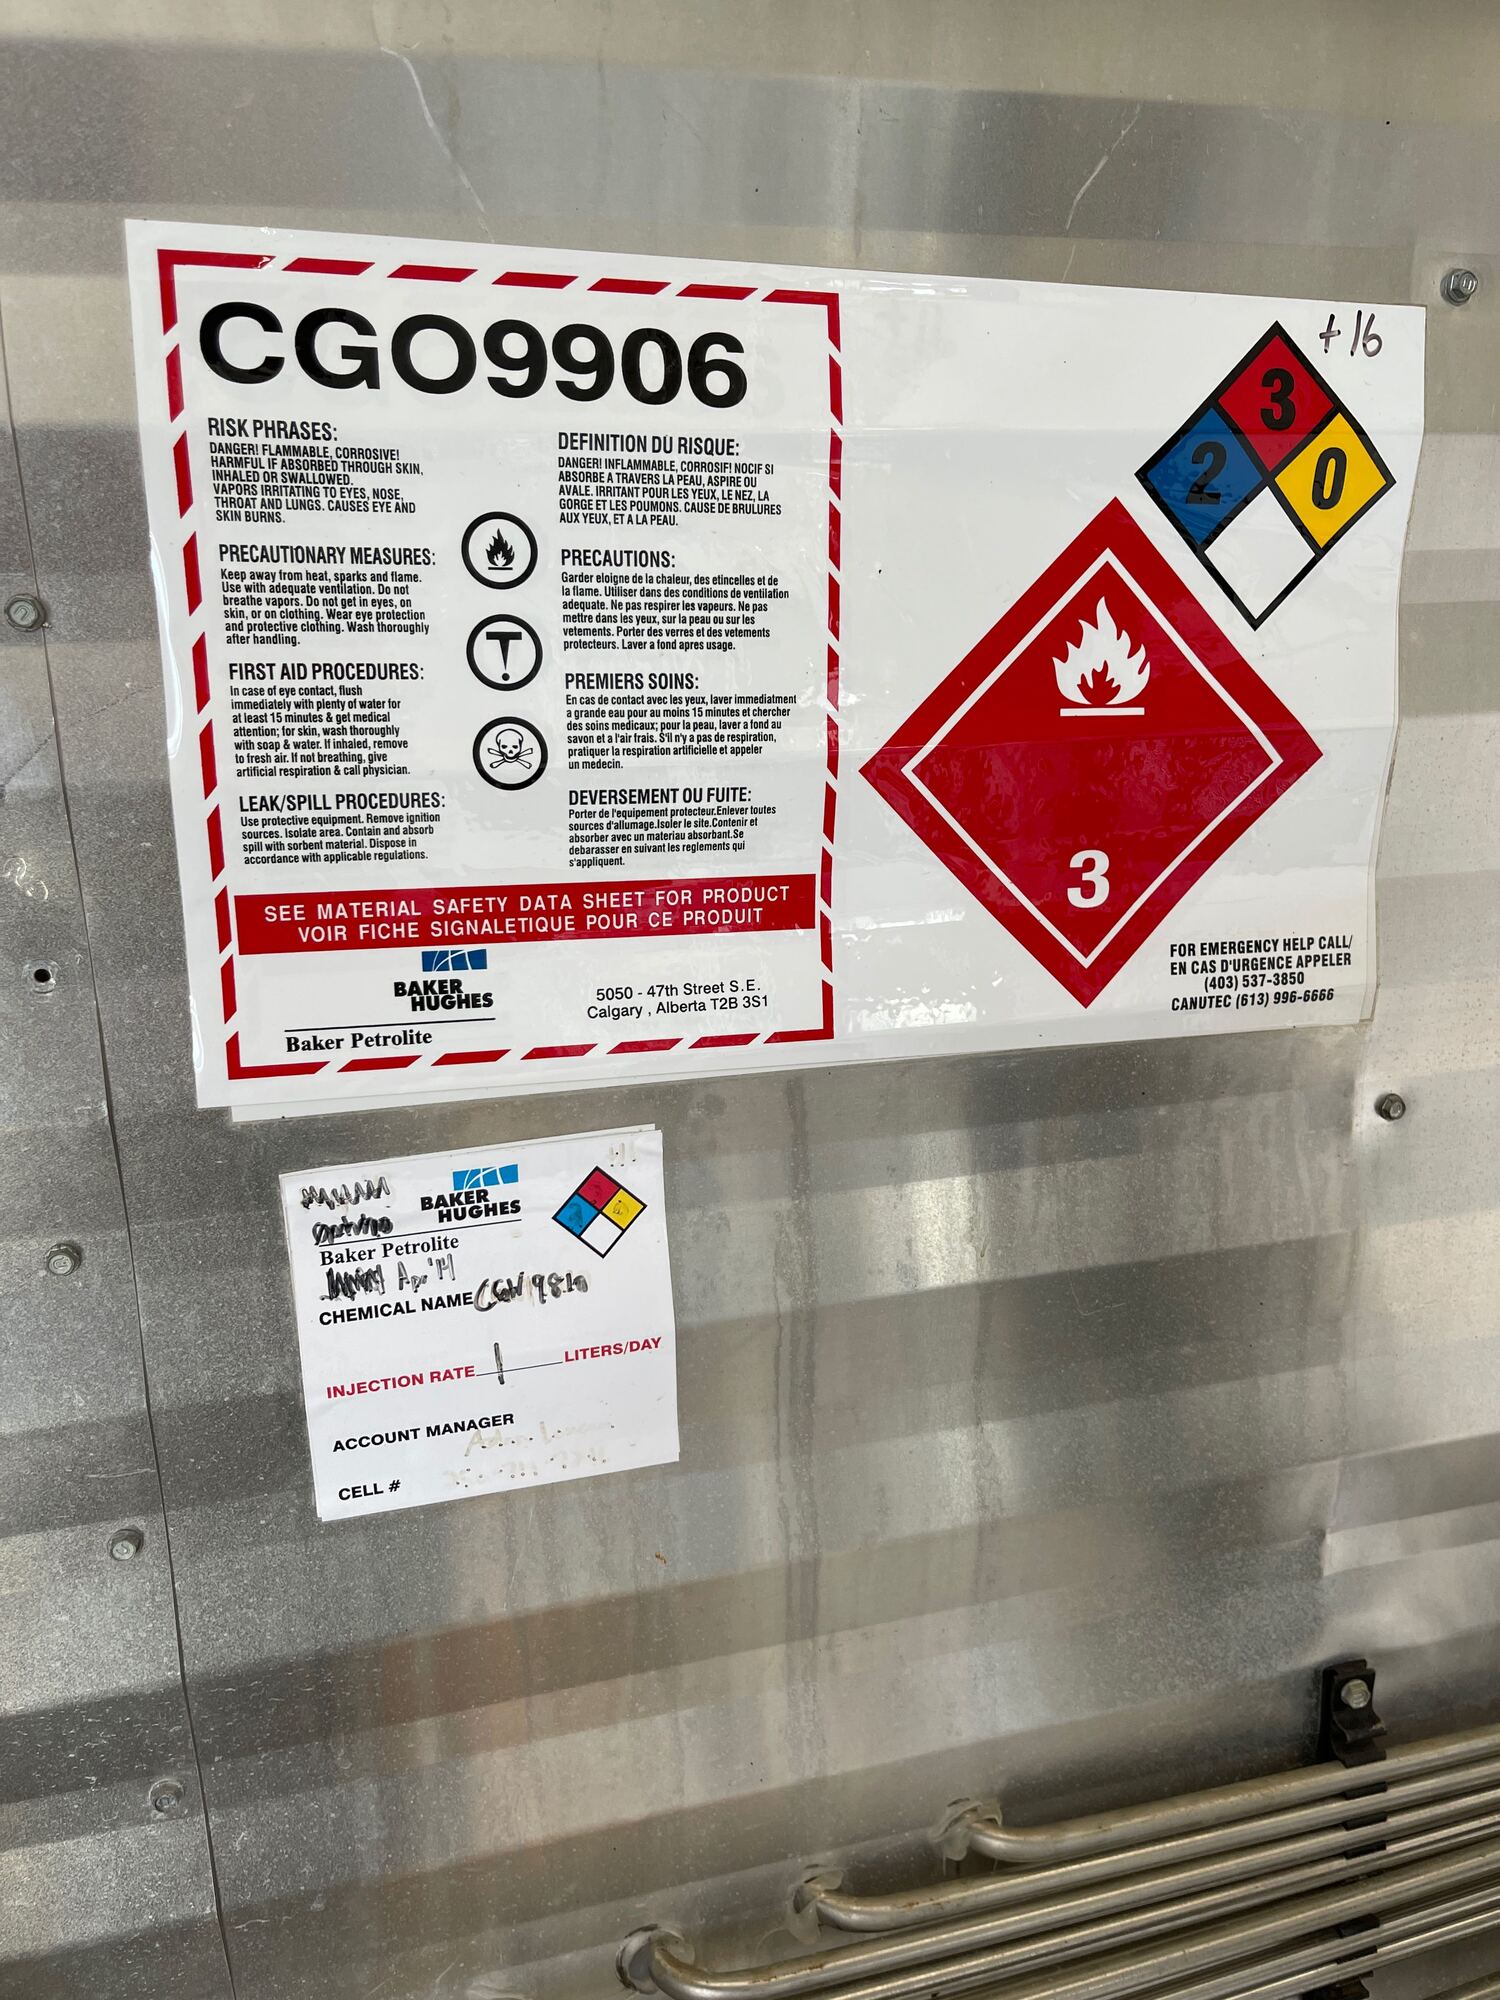 CGO9906
RISK PHRASES:
DANGER! FLAMMABLE, CORROSIVE!
HARMFUL IF ABSORBED THROUGH SKIN,
INHALED OR SWALLOWED.
VAPORS IRRITATING TO EYES, NOSE,
THROAT AND LUNGS. CAUSES EYE AND
SKIN BURNS.
PRECAUTIONARY MEASURES:
Keep away from heat, sparks and flame.
Use with adequate ventilation. Do not
breathe vapors. Do not get in eyes, on
skin, or on clothing. Wear eye protection
and protective clothing. Wash thoroughly
after handling.
FIRST AID PROCEDURES:
In case of eye contact, flush
immediately with plenty of water for
at least 15 minutes & get medical
attention; for skin, wash thoroughly
with soap & water. If inhaled, remove
to fresh air. If not breathing, give
artificial respiration & call physician.
LEAK/SPILL PROCEDURES:
Use protective equipment. Remove ignition
sources. Isolate area. Contain and absorb
spill with sorbent material. Dispose in
accordance with applicable regulations.
DEFINITION DU RISQUE:
DANGER! INFLAMMABLE, CORROSIF! NOCIF SI
ABSORBE A TRAVERS LA PEAU, ASPIRE OU
AVALE. IRRITANT POUR LES YEUX, LE NEZ, LA
GORGE ET LES POUMONS. CAUSE DE BRULURES
AUX YEUX, ET A LA PEAU.
PRECAUTIONS:
Garder eloigne de la chaleur, des etincelles et de
la flame. Utiliser dans des conditions de ventilation
adequate. Ne pas respirer les vapeurs. Ne pas
mettre dans les yeux, sur la peau ou sur les
vetements. Porter des verres et des vetements
protecteurs. Laver a fond apres usage.
PREMIERS SOINS:
En cas de contact avec les yeux, laver immediatment
a grande eau pour au moins 15 minutes et chercher
des soins medicaux; pour la peau, laver a fond au
savon et a l'air frais. S'il n'y a pas de respiration,
pratiquer la respiration artificielle et appeler
un medecin.
DEVERSEMENT OU FUITE:
Porter de l'equipement protecteur.Enlever toutes
sources d'allumage.Isoler le site.Contenir et
absorber avec un materiau absorbant.Se
debarasser en suivant les reglements qui
s'appliquent.
SEE MATERIAL SAFETY DATA SHEET FOR PRODUCT
VOIR FICHE SIGNALETIQUE POUR CE PRODUIT
BAKER
HUGHES
Baker Petrolite
5050 - 47th Street S.E.
Calgary , Alberta T2B 3S1
+16
3
2
0
3
FOR EMERGENCY HELP CALL/
EN CAS D'URGENCE APPELER
(403) 537-3850
CANUTEC (613) 996-6666
BAKER
HUGHES
Baker Petrolite
CHEMICAL NAME
INJECTION RATE 1 LITERS/DAY
ACCOUNT MANAGER
CELL #